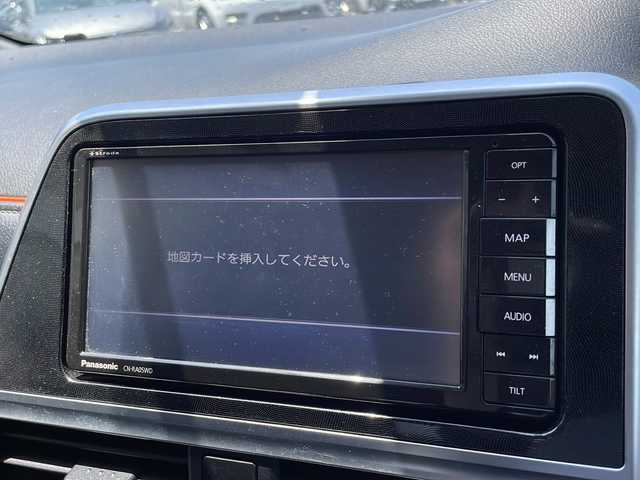 strada
OPT
− +
MAP
地図カードを挿入してください。
MENU
AUDIO
Panasonic CN-RA05WD
TILT